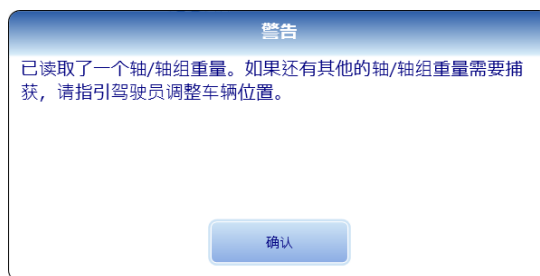 警告
已读取了一个轴/轴组重量。如果还有其他的轴/轴组重量需要捕
获，请指引驾驶员调整车辆位置。
确认